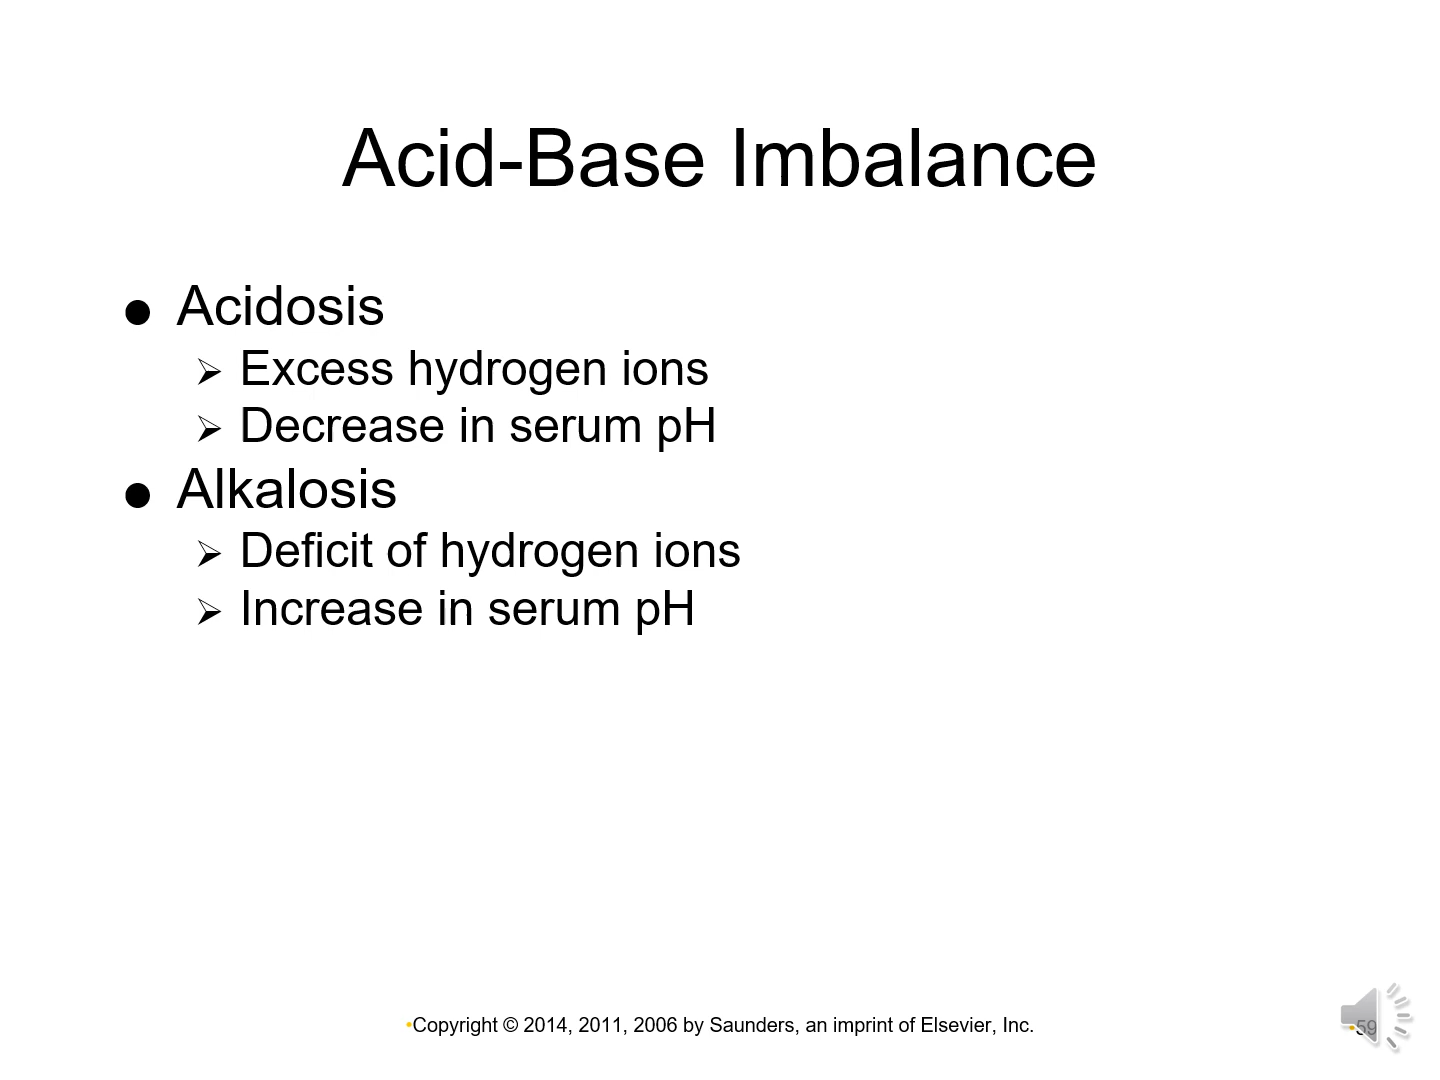 Acid-Base Imbalance
● Acidosis
➢ Excess hydrogen ions
➢ Decrease in serum pH
● Alkalosis
➢ Deficit of hydrogen ions
➢ Increase in serum pH
•Copyright © 2014, 2011, 2006 by Saunders, an imprint of Elsevier, Inc.
•59